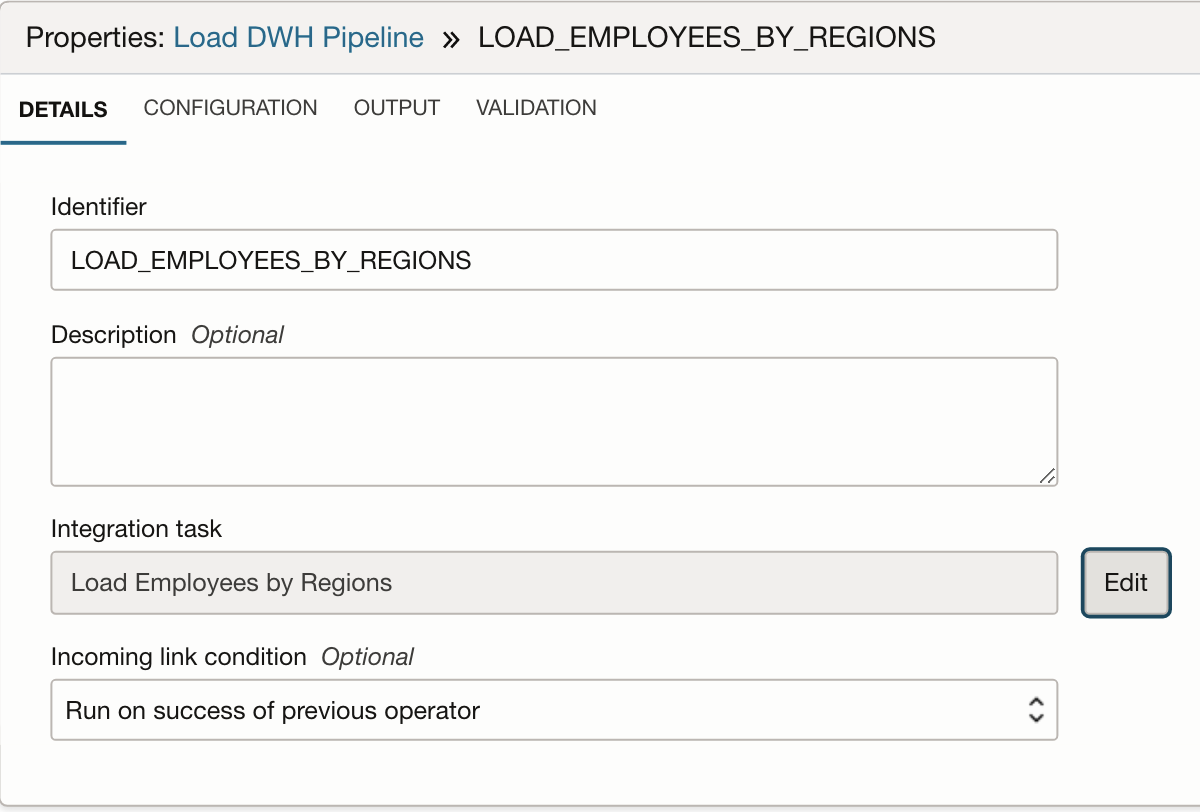 Properties: Load DWH Pipeline » LOAD_EMPLOYEES_BY_REGIONS
DETAILS CONFIGURATION OUTPUT VALIDATION
Identifier
LOAD_EMPLOYEES_BY_REGIONS
Description Optional
Integration task
Load Employees by Regions Edit
Incoming link condition Optional
Run on success of previous operator